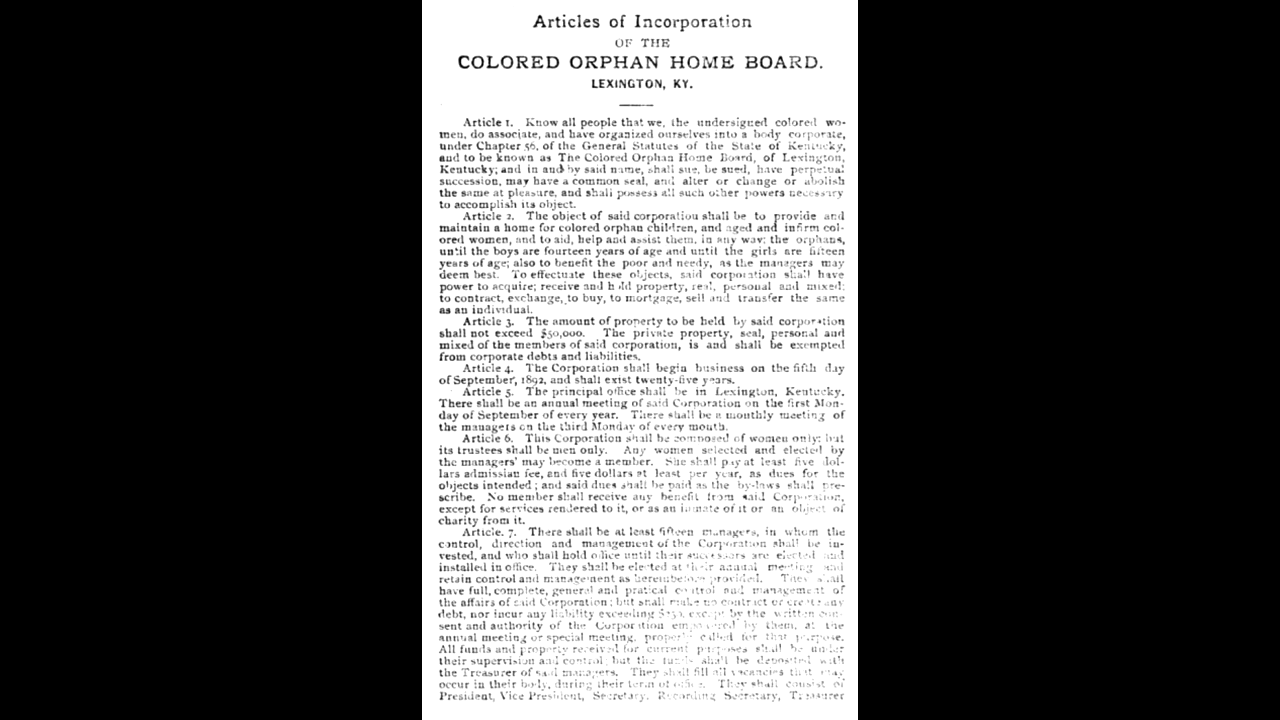 Articles of Incorporation
OF THE
COLORED ORPHAN HOME BOARD.
LEXINGTON, KY.
Article 1. Know all people that we, the undersigned colored wo-
men, do associate, and have organized ourselves into a body corporate,
under Chapter 56, of the General Statutes of the State of Kentucky,
and to be known as The Colored Orphan Home Board, of Lexington,
Kentucky; and in and by said name, shall sue, be sued, have perpetual
succession, may have a common seal, and alter or change or abolish
the same at pleasure, and shall possess all such other powers necessary
to accomplish its object.
Article 2. The object of said corporation shall be to provide and
maintain a home for colored orphan children, and aged and infirm col-
ored women, and to aid, help and assist them, in any way; the orphans,
until the boys are fourteen years of age and until the girls are fifteen
years of age; also to benefit the poor and needy, as the managers may
deem best. To effectuate these objects, said corporation shall have
power to acquire; receive and hold property, real, personal and mixed;
to contract, exchange, to buy, to mortgage, sell and transfer the same
as an individual.
Article 3. The amount of property to be held by said corporation
shall not exceed $50,000. The private property, seal, personal and
mixed of the members of said corporation, is and shall be exempted
from corporate debts and liabilities.
Article 4. The Corporation shall begin business on the fifth day
of September, 1892, and shall exist twenty-five years.
Article 5. The principal office shall be in Lexington, Kentucky.
There shall be an annual meeting of said Corporation on the first Mon-
day of September of every year. There shall be a monthly meeting of
the managers on the third Monday of every month.
Article 6. This Corporation shall be composed of women only; but
its trustees shall be men only. Any women selected and elected by
the managers' may become a member. She shall pay at least five dol-
lars admission fee, and five dollars at least per year, as dues for the
objects intended; and said dues shall be paid as the by-laws shall pre-
scribe. No member shall receive any benefit from said Corporation,
except for services rendered to it, or as an inmate of it or an object of
charity from it.
Article. 7. There shall be at least fifteen managers, in whom the
control, direction and management of the Corporation shall be in-
vested, and who shall hold office until their successors are elected and
installed in office. They shall be elected at their annual meeting and
retain control and management as hereinbefore provided. They shall
have full, complete, general and pratical control and management of
the affairs of said Corporation; but shall make no contract or create any
debt, nor incur any liability exceeding except by the written con-
sent and authority of the Corporation empowered by them, at the
annual meeting or special meeting, properly called for that purpose.
All funds and property received for current purposes shall be under
their supervision and control; but the funds shall be deposited with
the Treasurer of said managers. They shall fill all vacancies that may
occur in their body, during their term of office. They shall consist of
President, Vice President, Secretary, Recording Secretary, Treasurer